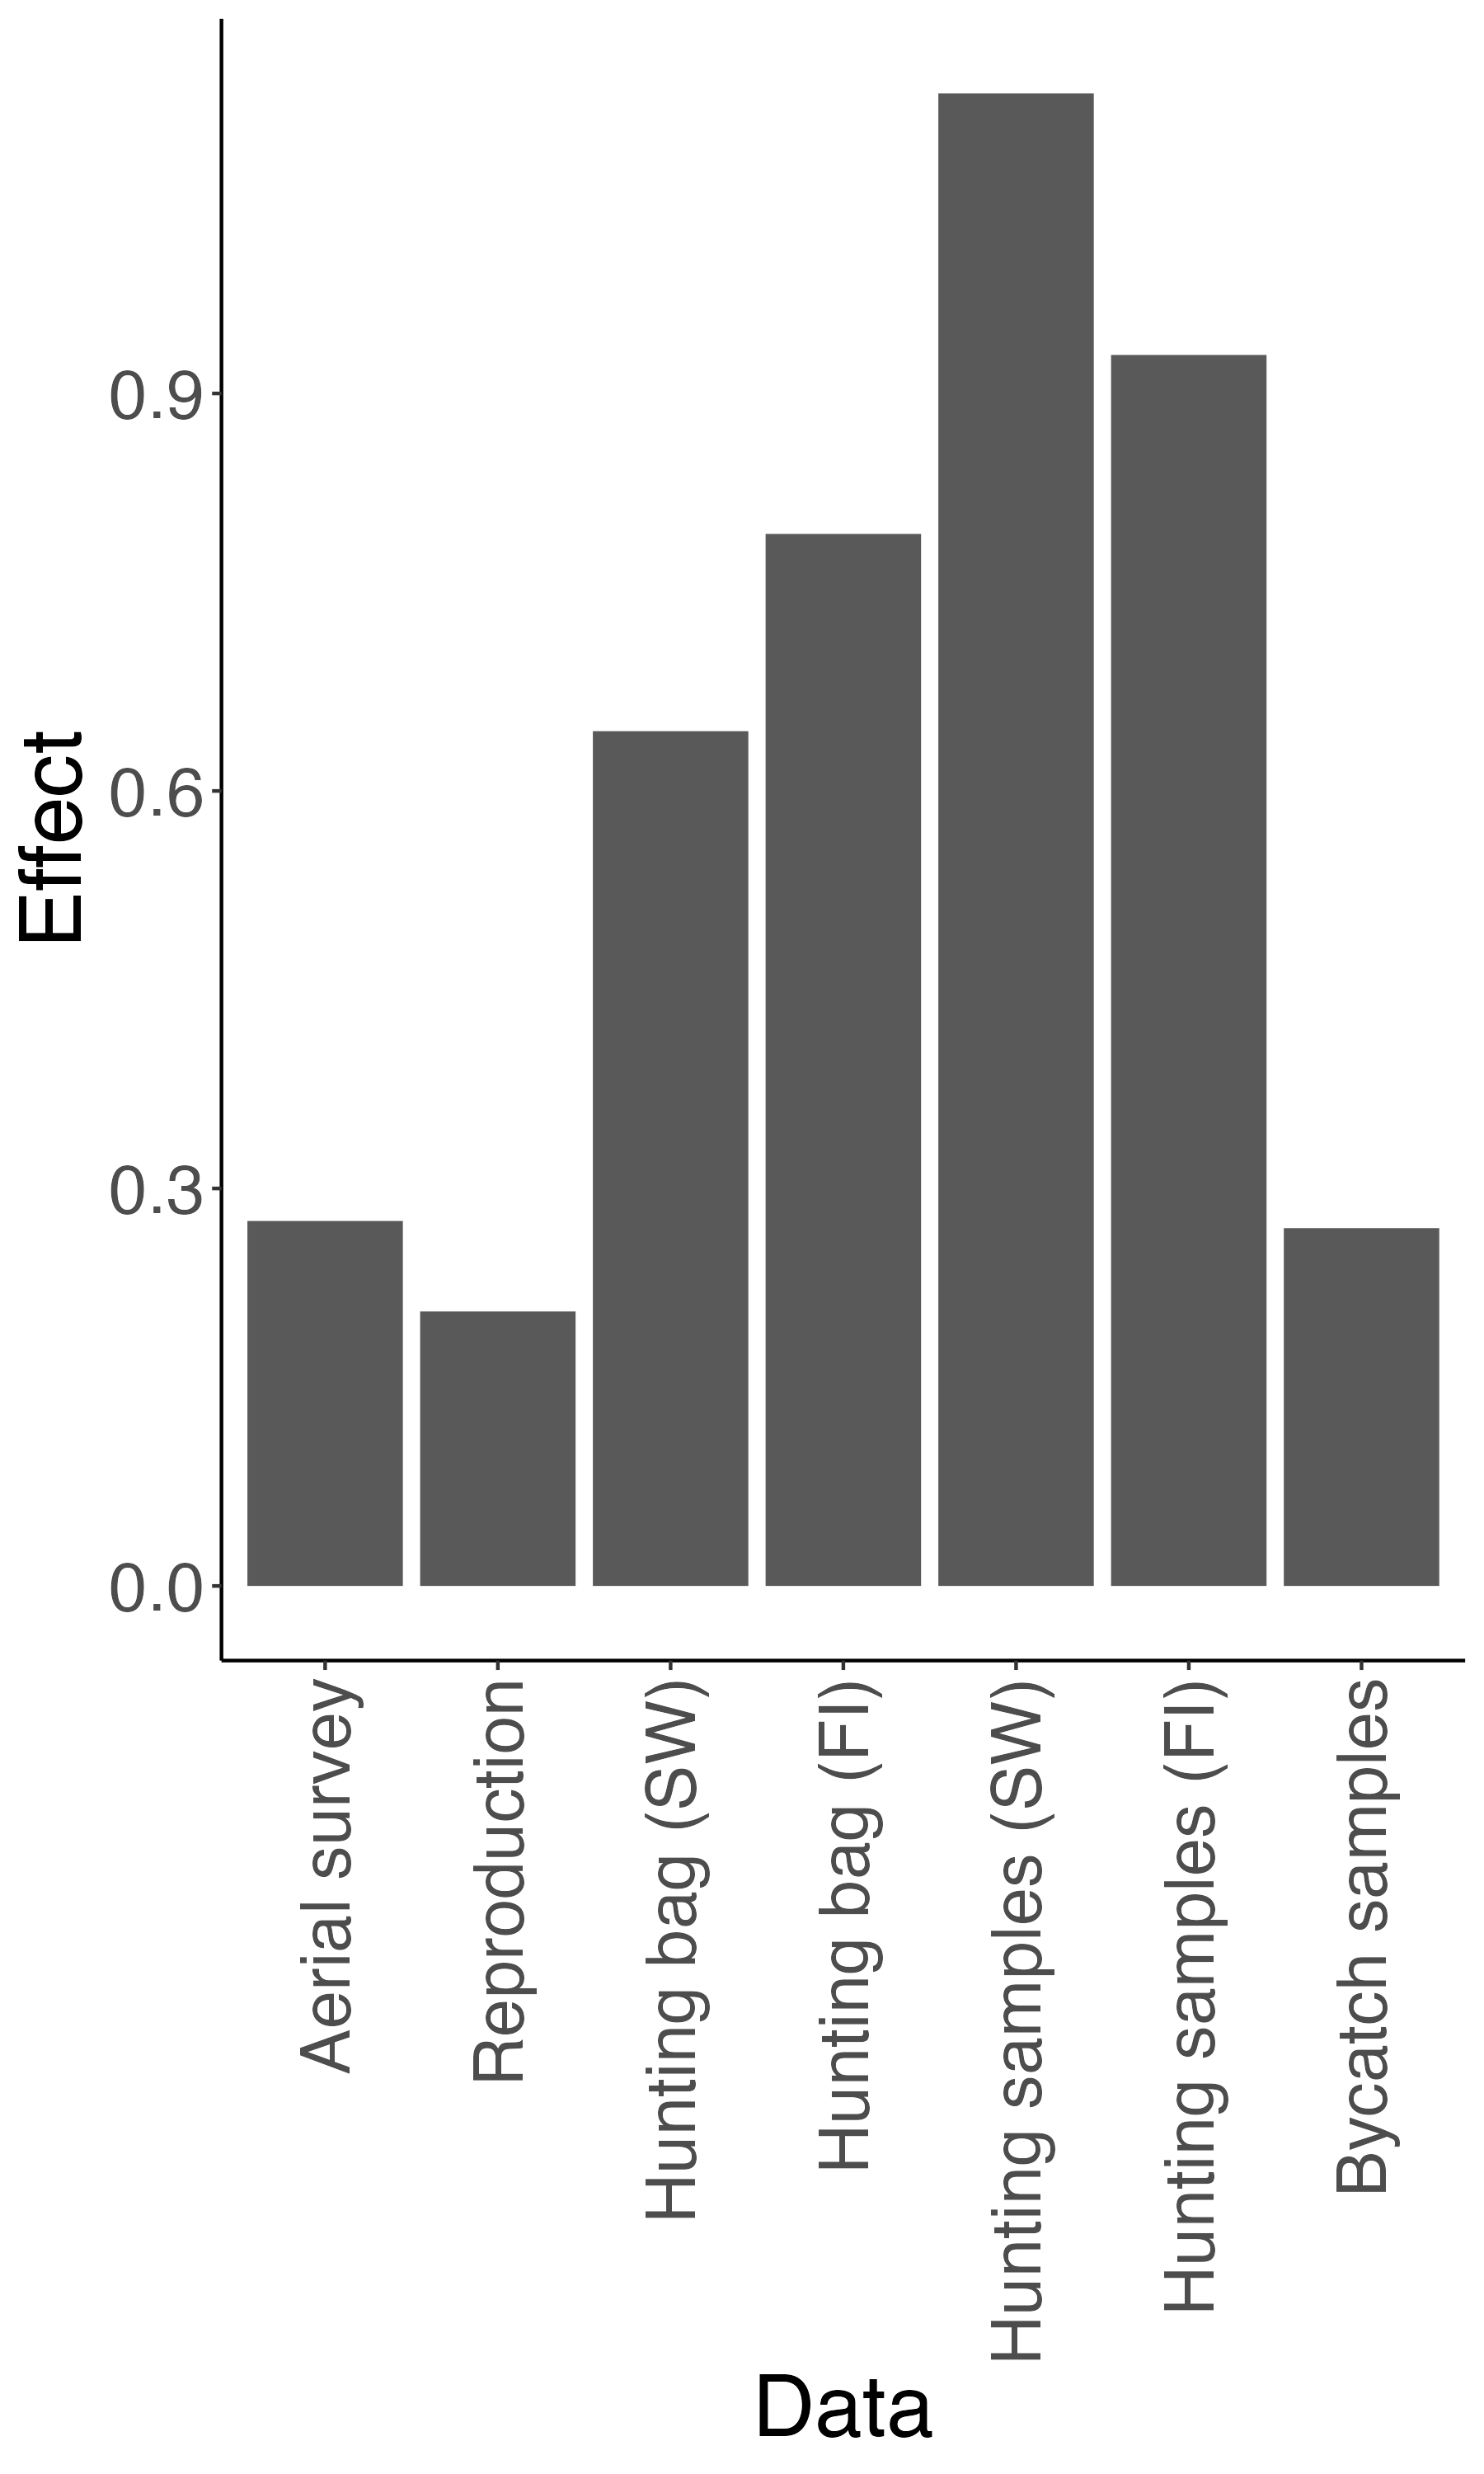 Effect
0.9
0.6
0.3
0.0
Aerial survey
Reproduction
Hunting bag (SW)
Hunting bag (FI)
Hunting samples (SW)
Hunting samples (FI)
Bycatch samples
Data